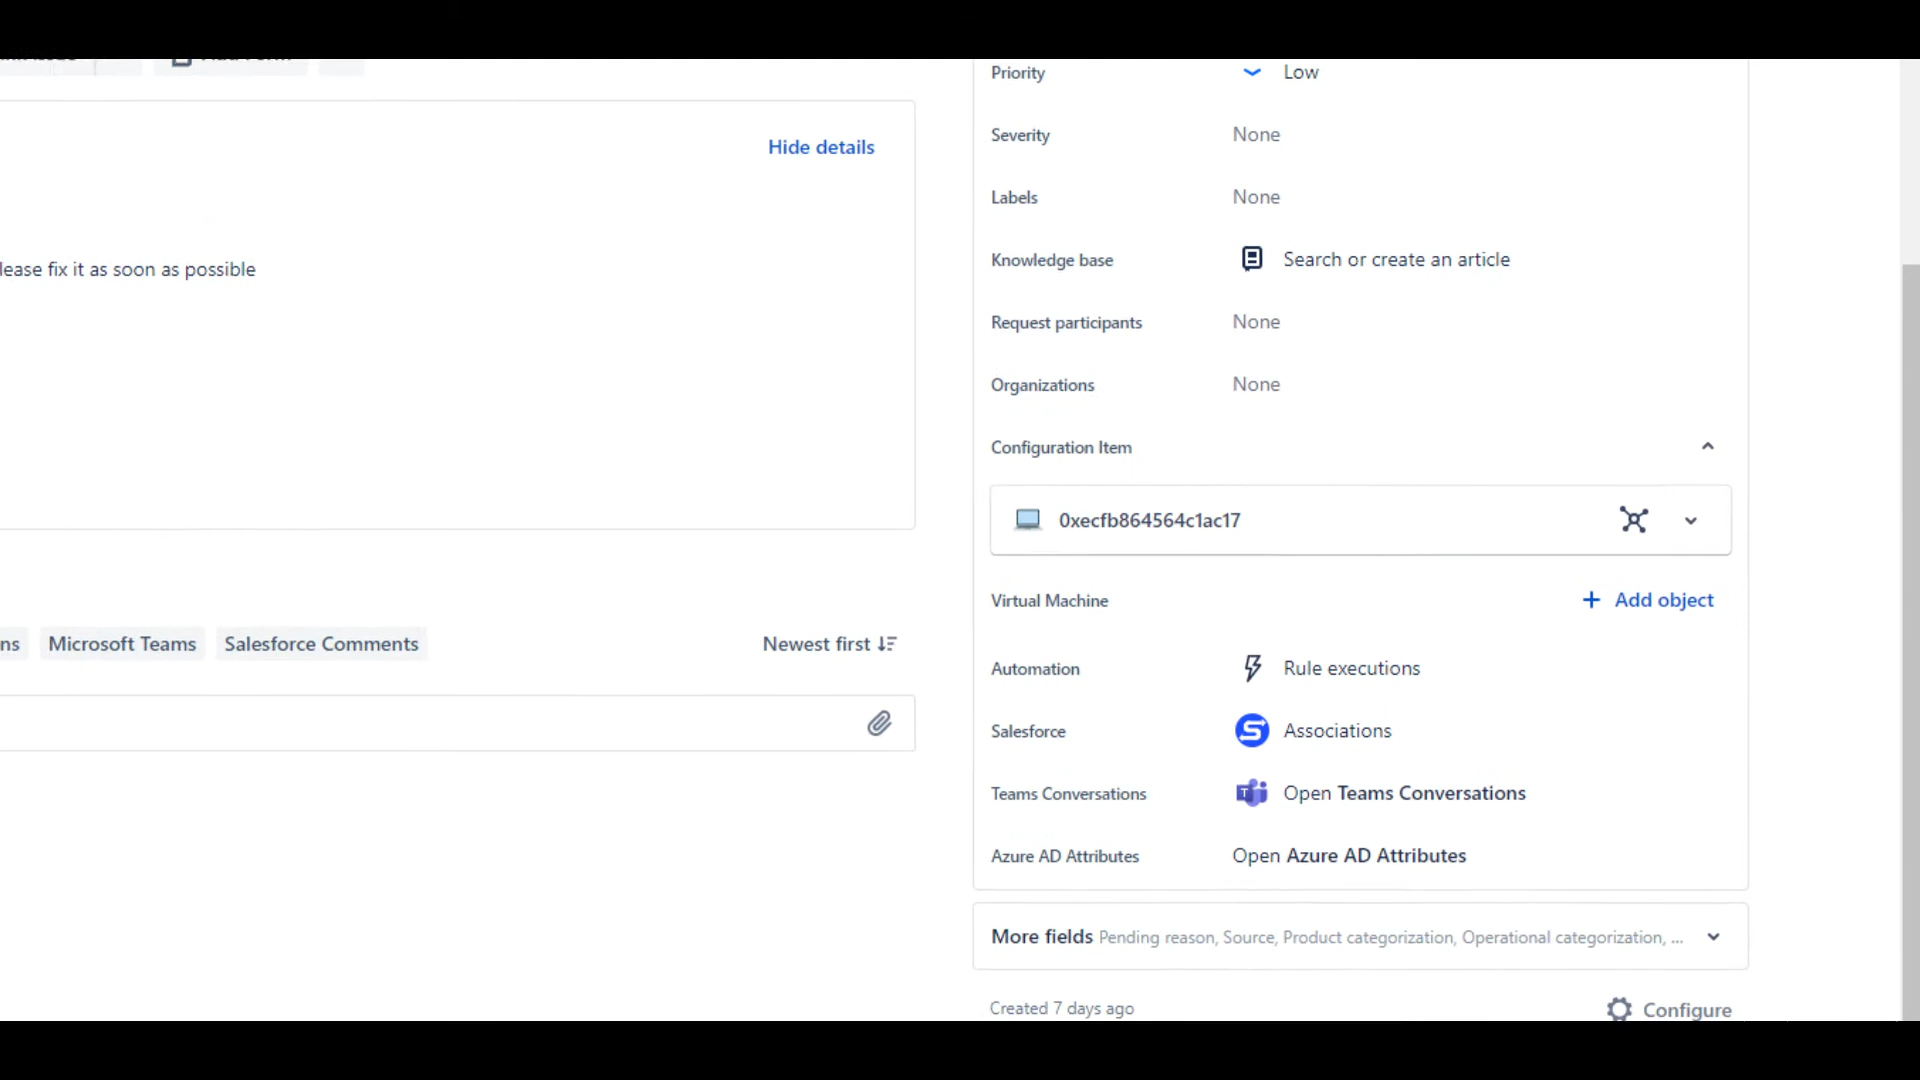 Priority
Low
Severity
None
Hide details
Labels
None
Knowledge base
Search or create an article
fix it as soon as possible
Request participants
None
Organizations
None
Configuration Item
0xecfb864564c1ac17
Virtual Machine
Add object
Microsoft Teams
Salesforce Comments
Newest first
Automation
Rule executions
Salesforce
Associations
Teams Conversations
Open Teams Conversations
Azure AD Attributes
Open Azure AD Attributes
More fields Pending reason, Source, Product categorization, Operational categorization, ...
Created 7 days ago
Configure